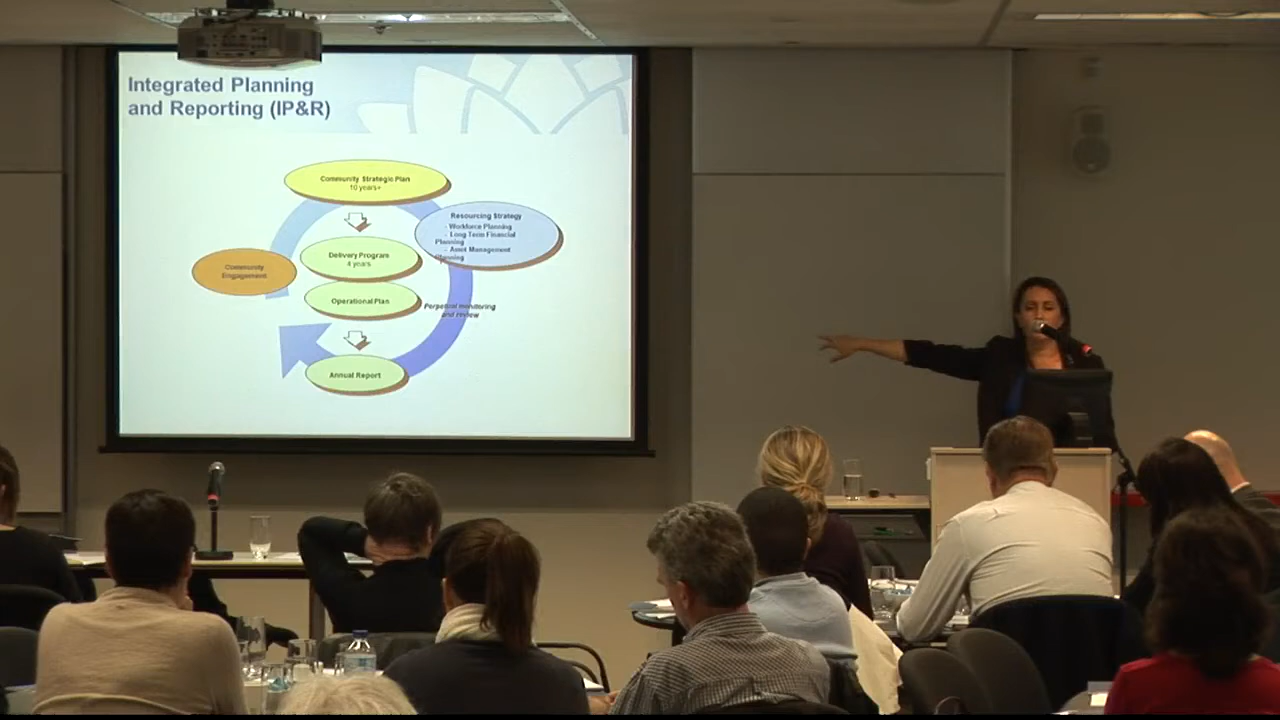 Integrated Planning
and Reporting (IP&R)
Community Strategic Plan
10 years+
Resourcing Strategy
- Workforce Planning
- Long Term Financial
Planning
- Asset Management
Planning
Delivery Program
4 years
Community
Engagement
Operational Plan
Perpetual monitoring
and review
Annual Report